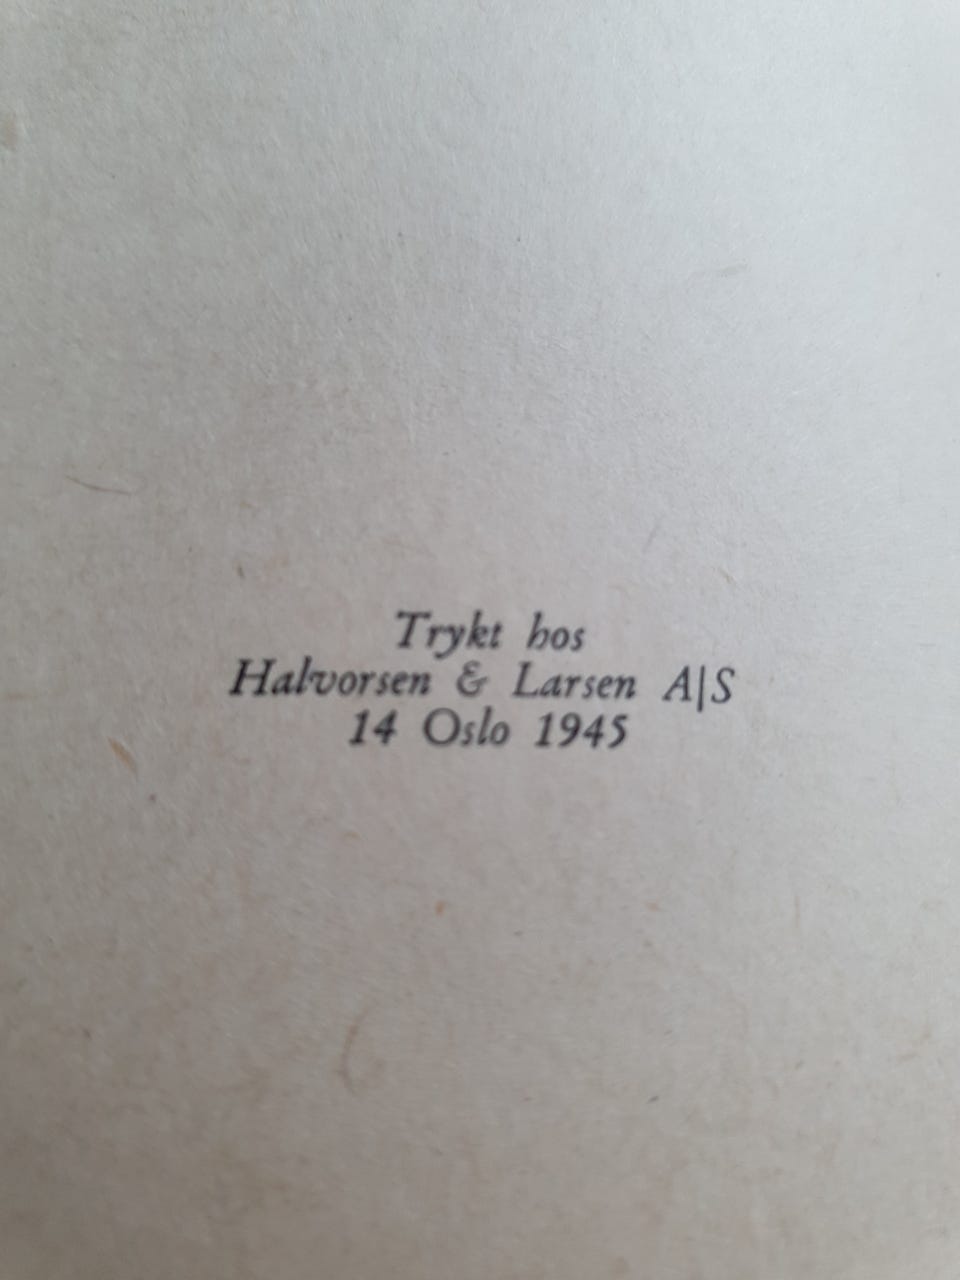 Trykt hos
Halvorsen & Larsen A|S
14 Oslo 1945